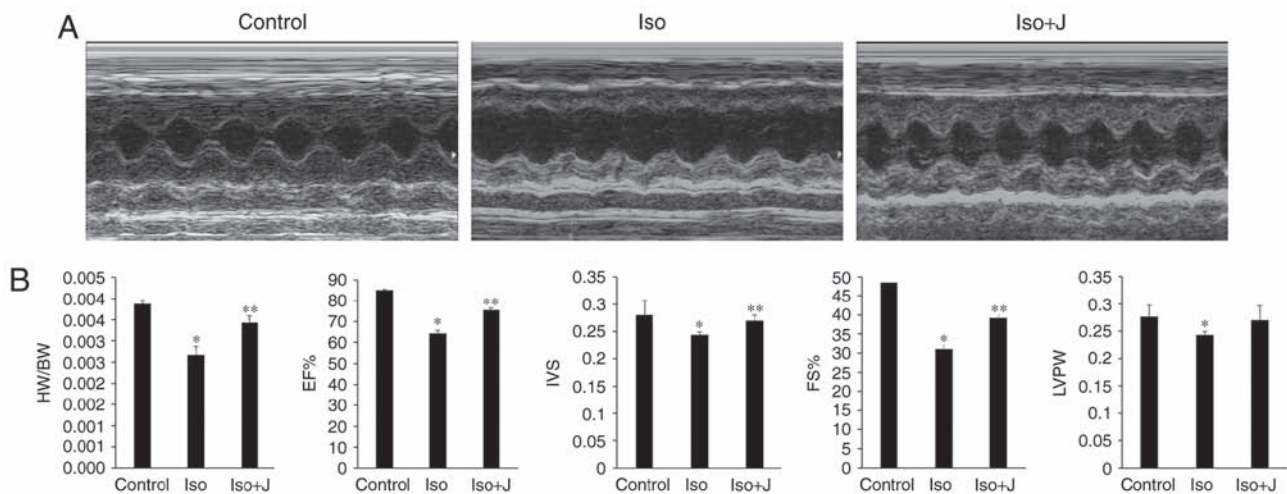 A
Control
Iso
Iso+J
B
HW/BW
0.005
0.004
0.004
0.003
0.003
0.002
0.002
0.001
0.001
0.000
*
**
Control
Iso
Iso+J
EF%
90
80
70
60
50
40
30
20
10
0
*
**
Control
Iso
Iso+J
IVS
0.35
0.3
0.25
0.2
0.15
0.1
0.05
0
*
**
Control
Iso
Iso+J
FS%
50
45
40
35
30
25
20
15
10
50
0
*
**
Control
Iso
Iso+J
LVPW
0.35
0.3
0.25
0.2
0.15
0.1
0.05
0
*
Control
Iso
Iso+J